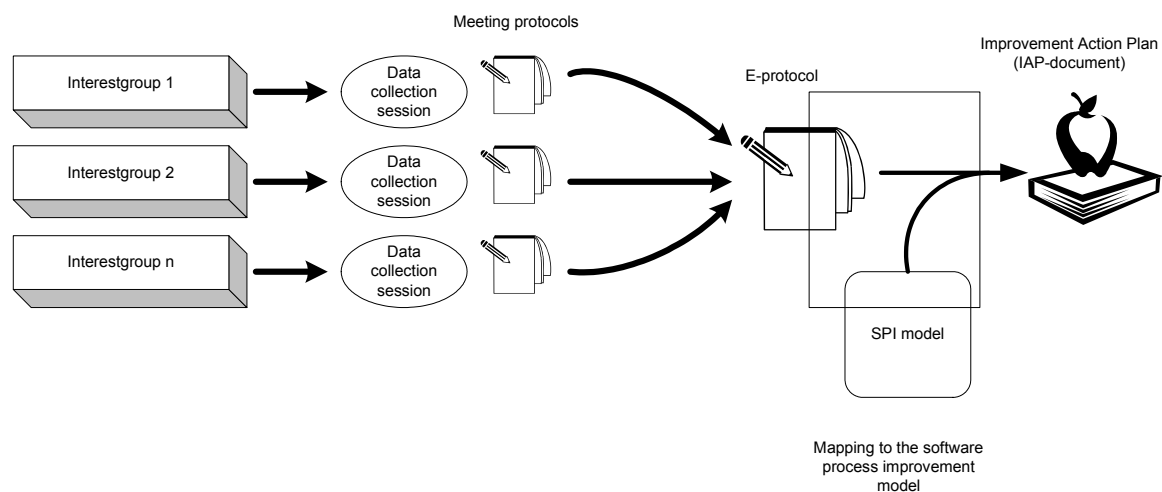 Meeting protocols
Interestgroup 1
Data
collection
session
Interestgroup 2
Data
collection
session
Interestgroup n
Data
collection
session
E-protocol
Improvement Action Plan
(IAP-document)
SPI model
Mapping to the software
process improvement
model